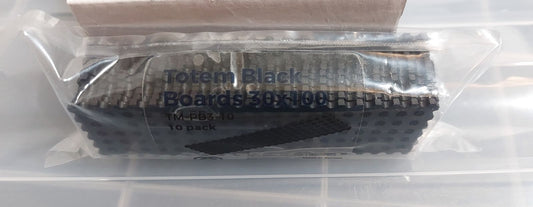 Totem Black
Boards 30x100
TM-PB3-10
10 pack